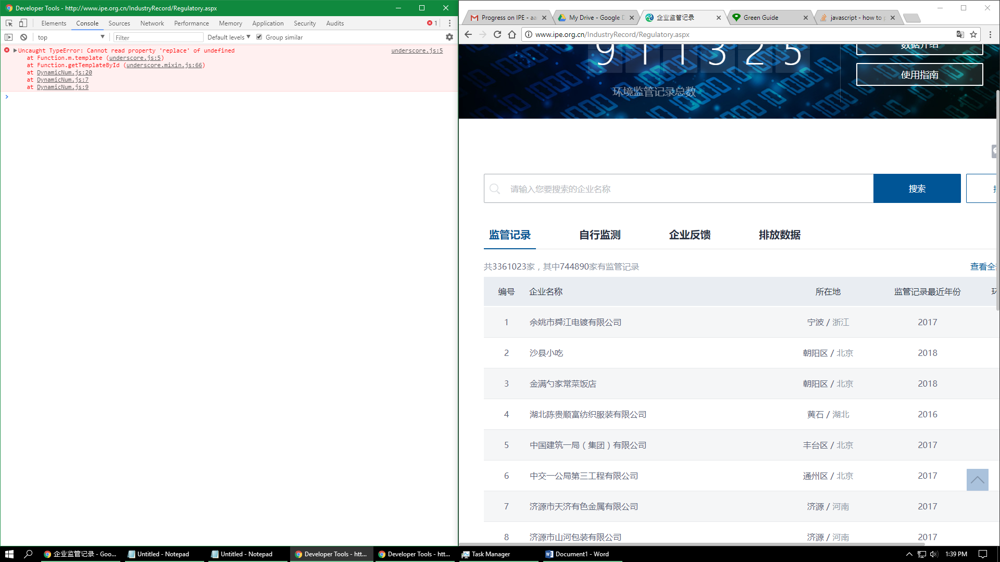 Developer Tools - http://www.ipe.org.cn/IndustryRecord/Regulatory.aspx
Elements Console Sources Network Performance Memory Application Security Audits 1
top Filter Default levels Group similar
Uncaught TypeError: Cannot read property 'replace' of undefined underscore.js:5
at Function.m.template (underscore.js:5)
at Function.getTemplateById (underscore.mixin.js:66)
at DynamicNum.js:20
at DynamicNum.js:7
at DynamicNum.js:9
Progress on IPE - aa My Drive - Google D 企业监管记录 Green Guide javascript - how to p
www.ipe.org.cn/IndustryRecord/Regulatory.aspx
911325
数据介绍
使用指南
环境监管记录总数
请输入您要搜索的企业名称 搜索
监管记录 自行监测 企业反馈 排放数据
共3361023家，其中744890家有监管记录 查看全
编号 企业名称 所在地 监管记录最近年份 环
1 余姚市舜江电镀有限公司 宁波 / 浙江 2017
2 沙县小吃 朝阳区 / 北京 2018
3 金满勺家常菜饭店 朝阳区 / 北京 2018
4 湖北陈贵顺富纺织服装有限公司 黄石 / 湖北 2016
5 中国建筑一局（集团）有限公司 丰台区 / 北京 2017
6 中交一公局第三工程有限公司 通州区 / 北京 2017
7 济源市天济有色金属有限公司 济源 / 河南 2017
8 济源市山河包装有限公司 济源 / 河南 2017
企业监管记录 - Goo... Untitled - Notepad Untitled - Notepad Developer Tools - htt... Developer Tools - htt... Task Manager Document1 - Word 1:39 PM